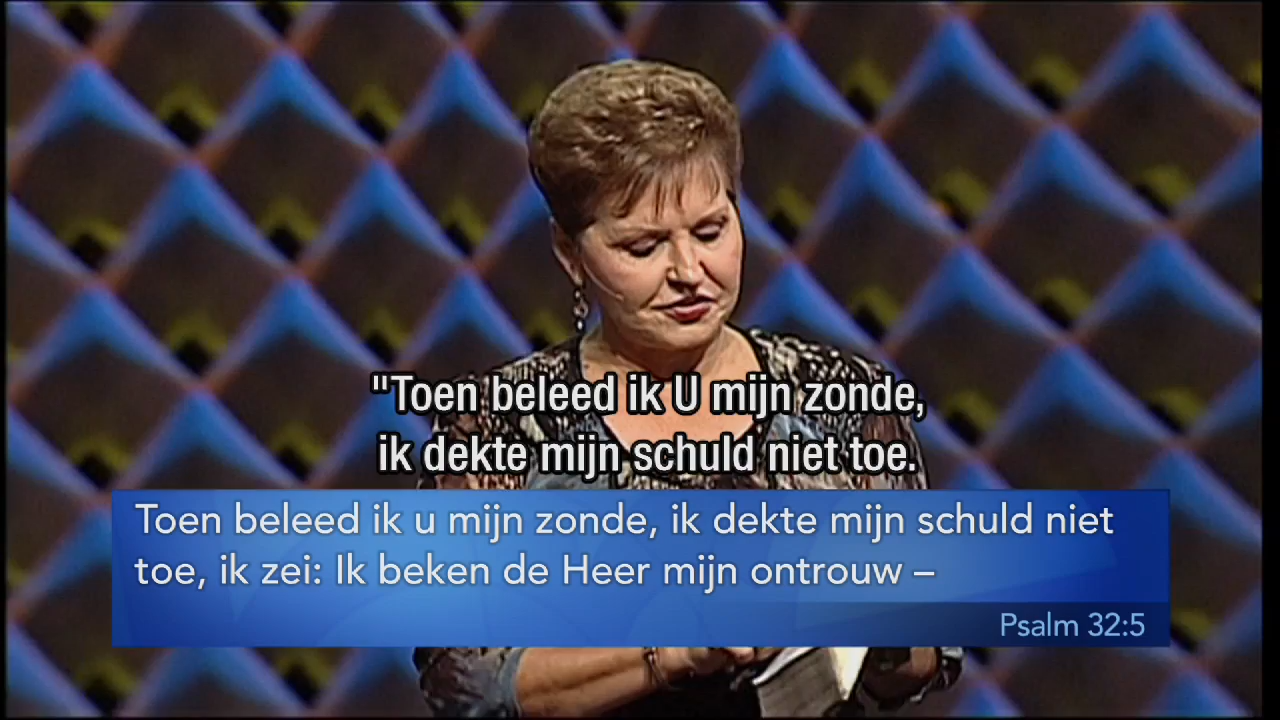 "Toen beleed ik U mijn zonde,
ik dekte mijn schuld niet toe.
Toen beleed ik u mijn zonde, ik dekte mijn schuld niet
toe, ik zei: Ik beken de Heer mijn ontrouw –
Psalm 32:5